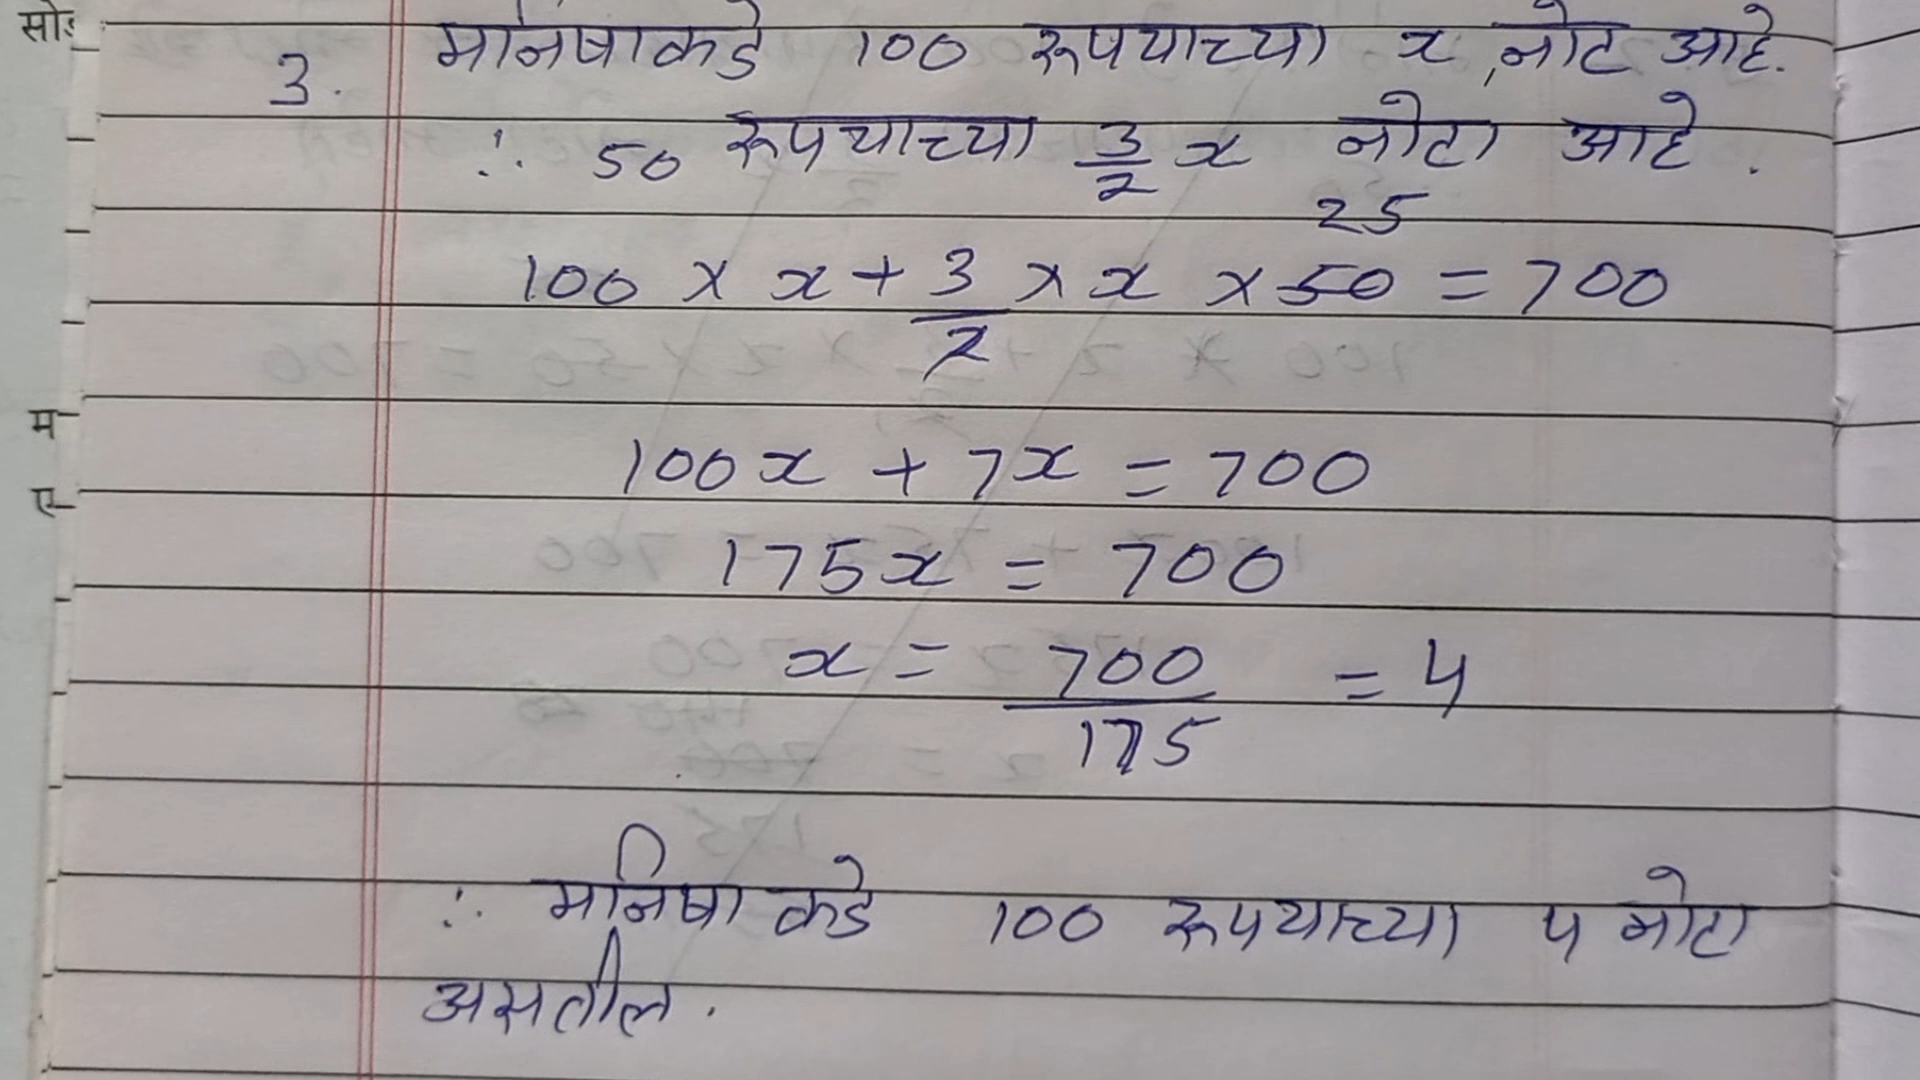 सो
3. मनिषाकडे 100 रूपयाच्या x नोट आहे.
∴ 50 रूपयाच्या 3/2 x नोटा आहे.
25
100 × x + 3/2 × x × 50 = 700
म
100x + 7x = 700
ए
175x = 700
x = 700/175 = 4
∴ मनिषा कडे 100 रूपयाच्या 4 नोटा
असतील.